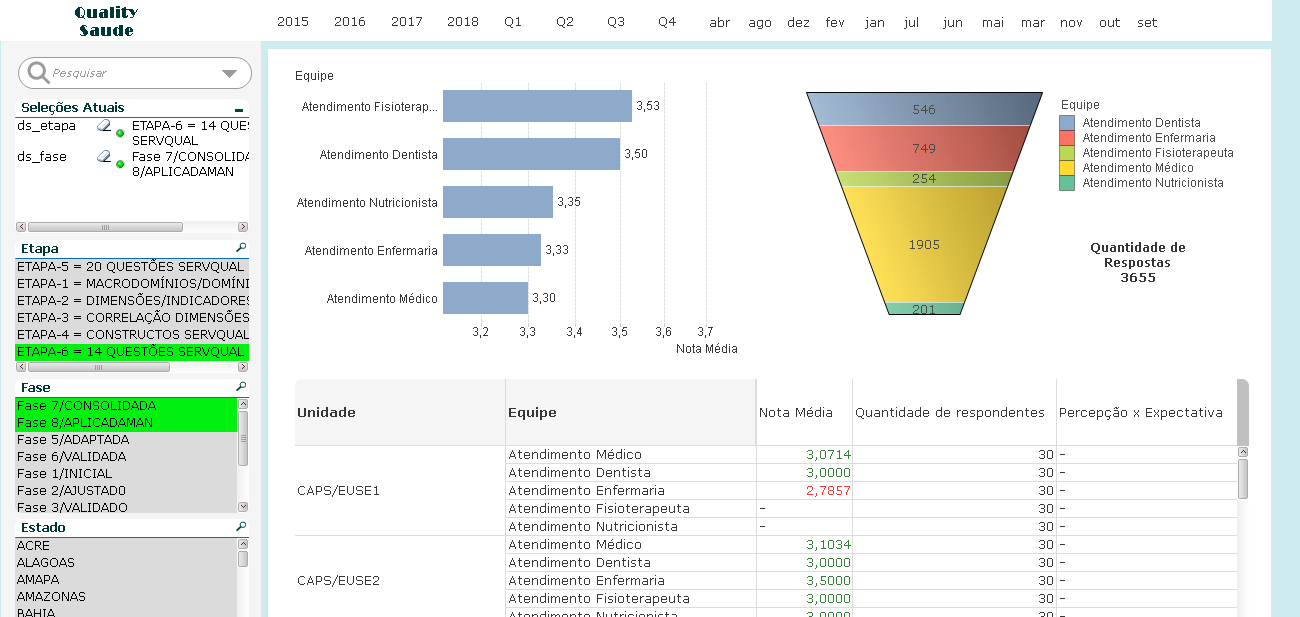 Quality
Saude
2015 2016 2017 2018 Q1 Q2 Q3 Q4 abr ago dez fev jan jul jun mai mar nov out set
Pesquisar
Seleções Atuais
ds_etapa ETAPA-6 = 14 QUES
SERVQUAL
ds_fase Fase 7/CONSOLIDA
8/APLICADAMAN
Etapa
ETAPA-5 = 20 QUESTÕES SERVQUAL
ETAPA-1 = MACRODOMÍNIOS/DOMÍNI
ETAPA-2 = DIMENSÕES/INDICADORES
ETAPA-3 = CORRELAÇÃO DIMENSÕES
ETAPA-4 = CONSTRUCTOS SERVQUAL
ETAPA-6 = 14 QUESTÕES SERVQUAL
Fase
Fase 7/CONSOLIDADA
Fase 8/APLICADAMAN
Fase 5/ADAPTADA
Fase 6/VALIDADA
Fase 1/INICIAL
Fase 2/AJUSTADO
Fase 3/VALIDADO
Estado
ACRE
ALAGOAS
AMAPA
AMAZONAS
BAHIA
Equipe
Atendimento Fisioterap... 3,53
Atendimento Dentista 3,50
Atendimento Nutricionista 3,35
Atendimento Enfermaria 3,33
Atendimento Médico 3,30
3,2 3,3 3,4 3,5 3,6 3,7
Nota Média
546
749
254
1905
201
Equipe
Atendimento Dentista
Atendimento Enfermaria
Atendimento Fisioterapeuta
Atendimento Médico
Atendimento Nutricionista
Quantidade de
Respostas
3655
Unidade Equipe Nota Média Quantidade de respondentes Percepção x Expectativa
Atendimento Médico 3,0714 30 -
Atendimento Dentista 3,0000 30 -
CAPS/EUSE1 Atendimento Enfermaria 2,7857 30 -
Atendimento Fisioterapeuta - 30 -
Atendimento Nutricionista - 30 -
Atendimento Médico 3,1034 30 -
Atendimento Dentista 3,0000 30 -
CAPS/EUSE2 Atendimento Enfermaria 3,5000 30 -
Atendimento Fisioterapeuta 3,0000 30 -
Atendimento Nutricionista 3,0000 30 -